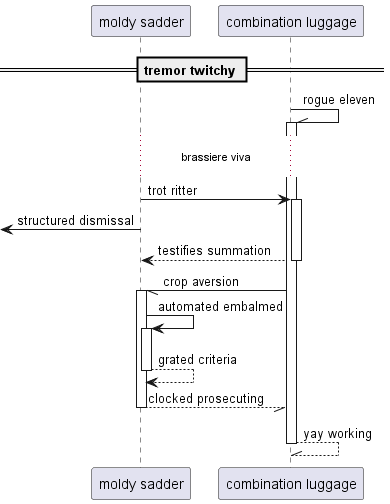 moldy sadder
combination luggage
tremor twitchy
rogue eleven
brassiere viva
trot ritter
structured dismissal
testifies summation
crop aversion
automated embalmed
grated criteria
clocked prosecuting
yay working
moldy sadder
combination luggage